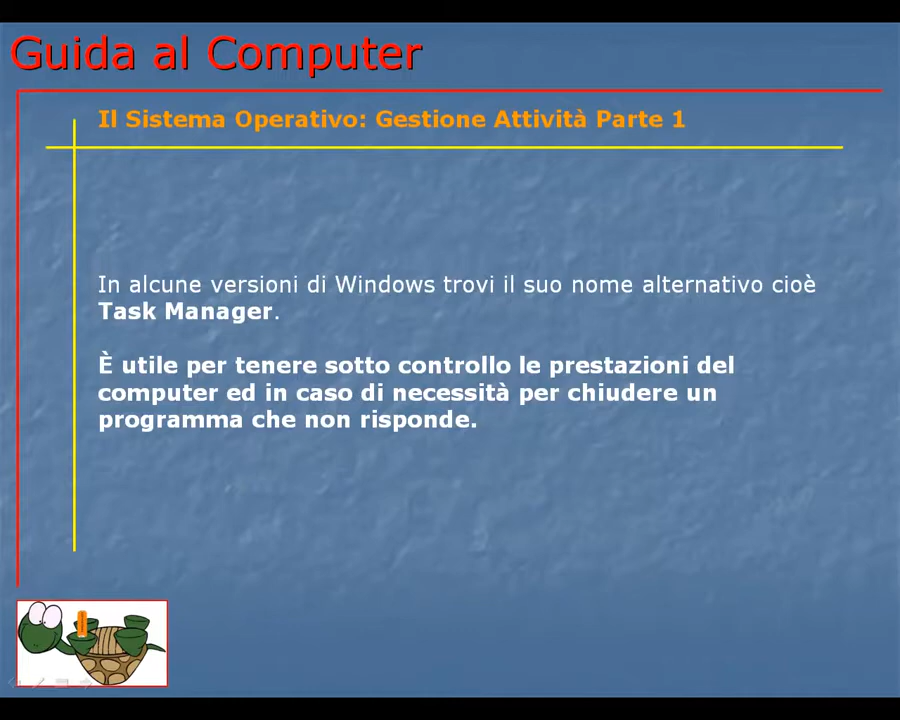 Guida al Computer
Il Sistema Operativo: Gestione Attività Parte 1
In alcune versioni di Windows trovi il suo nome alternativo cioè
Task Manager.
È utile per tenere sotto controllo le prestazioni del
computer ed in caso di necessità per chiudere un
programma che non risponde.